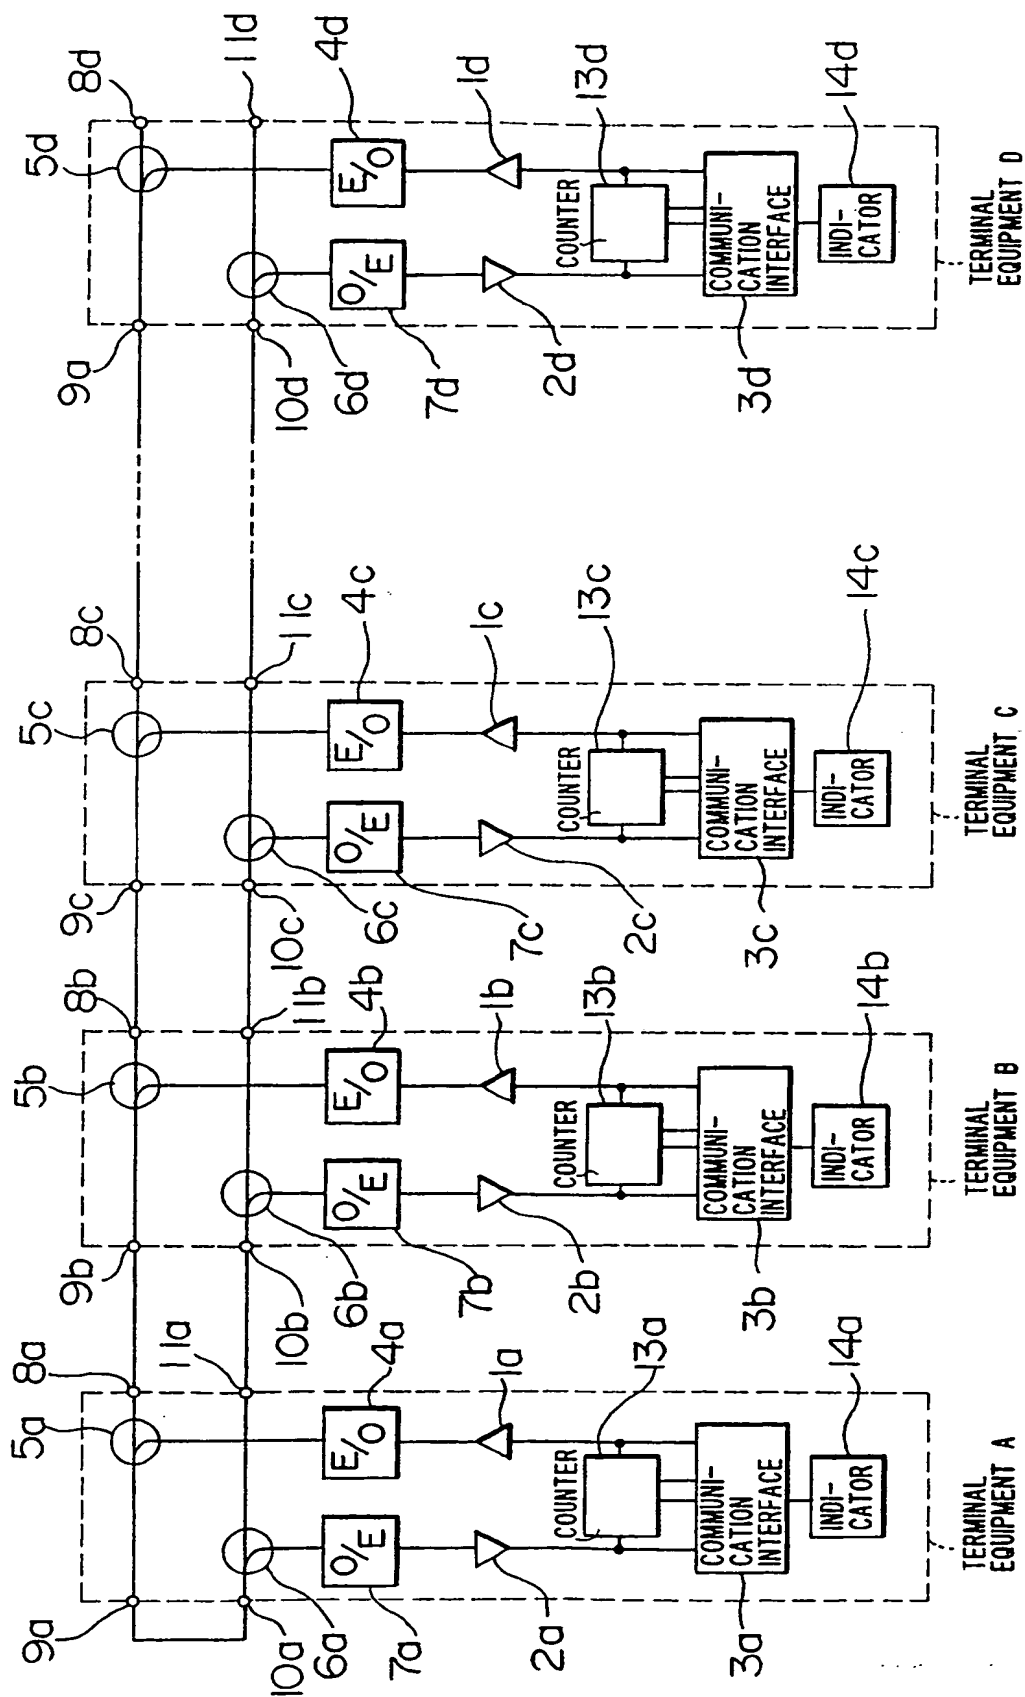 5d
8d
11d
4d
1d
13d
14d
9a
10d
6d
7d
2d
3d
E/O
O/E
COUNTER
COMMUNI-
CATION
INTERFACE
INDI-
CATOR
TERMINAL
EQUIPMENT D
5c
8c
11c
4c
1c
13c
14c
9c
10c
6c
7c
2c
3c
E/O
O/E
COUNTER
COMMUNI-
CATION
INTERFACE
INDI-
CATOR
TERMINAL
EQUIPMENT C
5b
8b
11b
4b
1b
13b
14b
9b
10b
6b
7b
2b
3b
E/O
O/E
COUNTER
COMMUNI-
CATION
INTERFACE
INDI-
CATOR
TERMINAL
EQUIPMENT B
5a
8a
11a
4a
1a
13a
14a
9a
10a
6a
7a
2a
3a
E/O
O/E
COUNTER
COMMUNI-
CATION
INTERFACE
INDI-
CATOR
TERMINAL
EQUIPMENT A